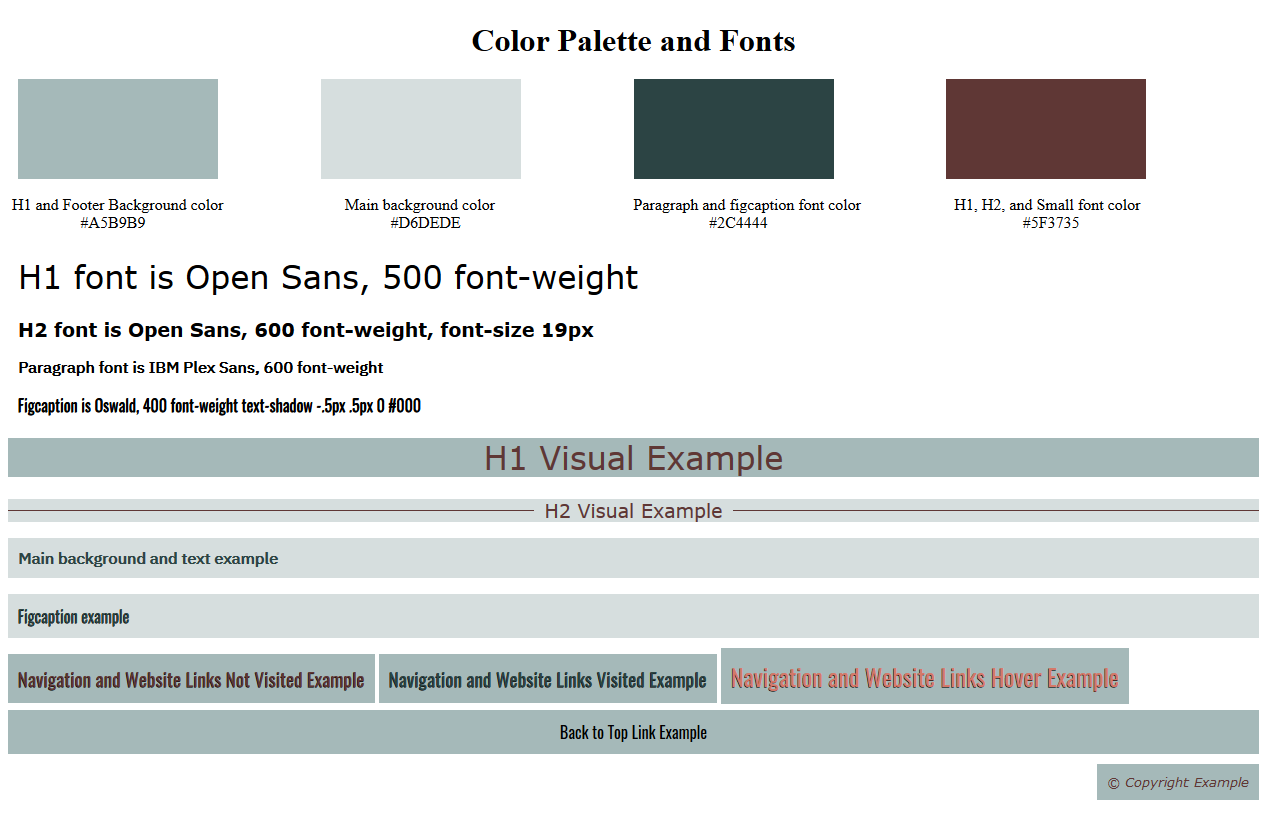 Color Palette and Fonts
H1 and Footer Background color
#A5B9B9
Main background color
#D6DEDE
Paragraph and figcaption font color
#2C4444
H1, H2, and Small font color
#5F3735
H1 font is Open Sans, 500 font-weight
H2 font is Open Sans, 600 font-weight, font-size 19px
Paragraph font is IBM Plex Sans, 600 font-weight
Figcaption is Oswald, 400 font-weight text-shadow -.5px .5px 0 #000
H1 Visual Example
H2 Visual Example
Main background and text example
Figcaption example
Navigation and Website Links Not Visited Example
Navigation and Website Links Visited Example
Navigation and Website Links Hover Example
Back to Top Link Example
© Copyright Example